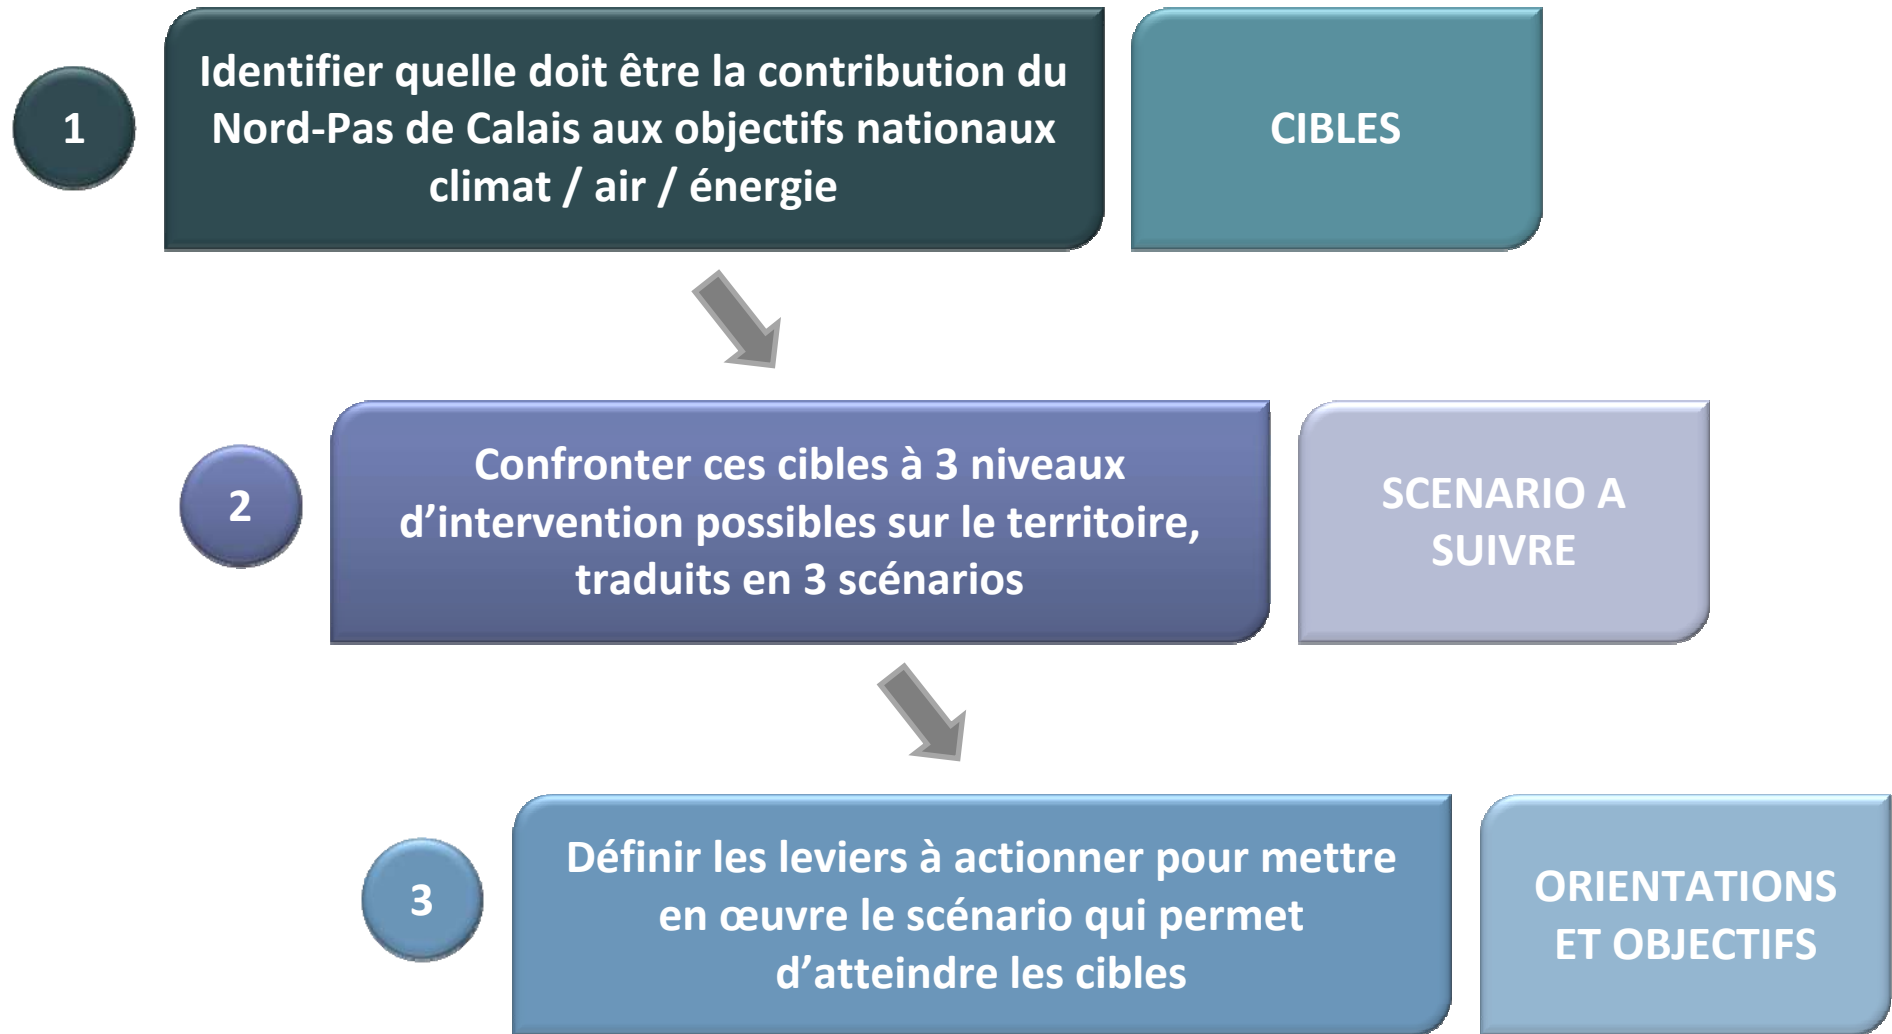 1
Identifier quelle doit être la contribution du
Nord-Pas de Calais aux objectifs nationaux
climat / air / énergie
CIBLES
2
Confronter ces cibles à 3 niveaux
d’intervention possibles sur le territoire,
traduits en 3 scénarios
SCENARIO A
SUIVRE
3
Définir les leviers à actionner pour mettre
en œuvre le scénario qui permet
d’atteindre les cibles
ORIENTATIONS
ET OBJECTIFS